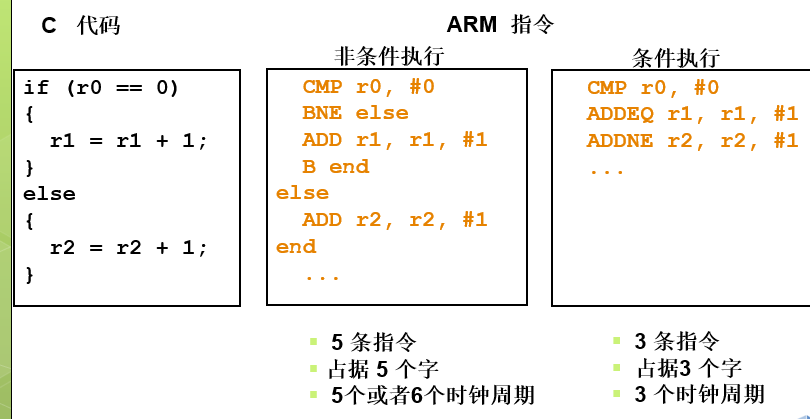 C 代码
ARM 指令
非条件执行
条件执行
if (r0 == 0)
{
r1 = r1 + 1;
}
else
{
r2 = r2 + 1;
}
CMP r0, #0
BNE else
ADD r1, r1, #1
B end
else
ADD r2, r2, #1
end
...
CMP r0, #0
ADDEQ r1, r1, #1
ADDNE r2, r2, #1
...
5 条指令
占据 5 个字
5个或者6个时钟周期
3 条指令
占据3 个字
3 个时钟周期